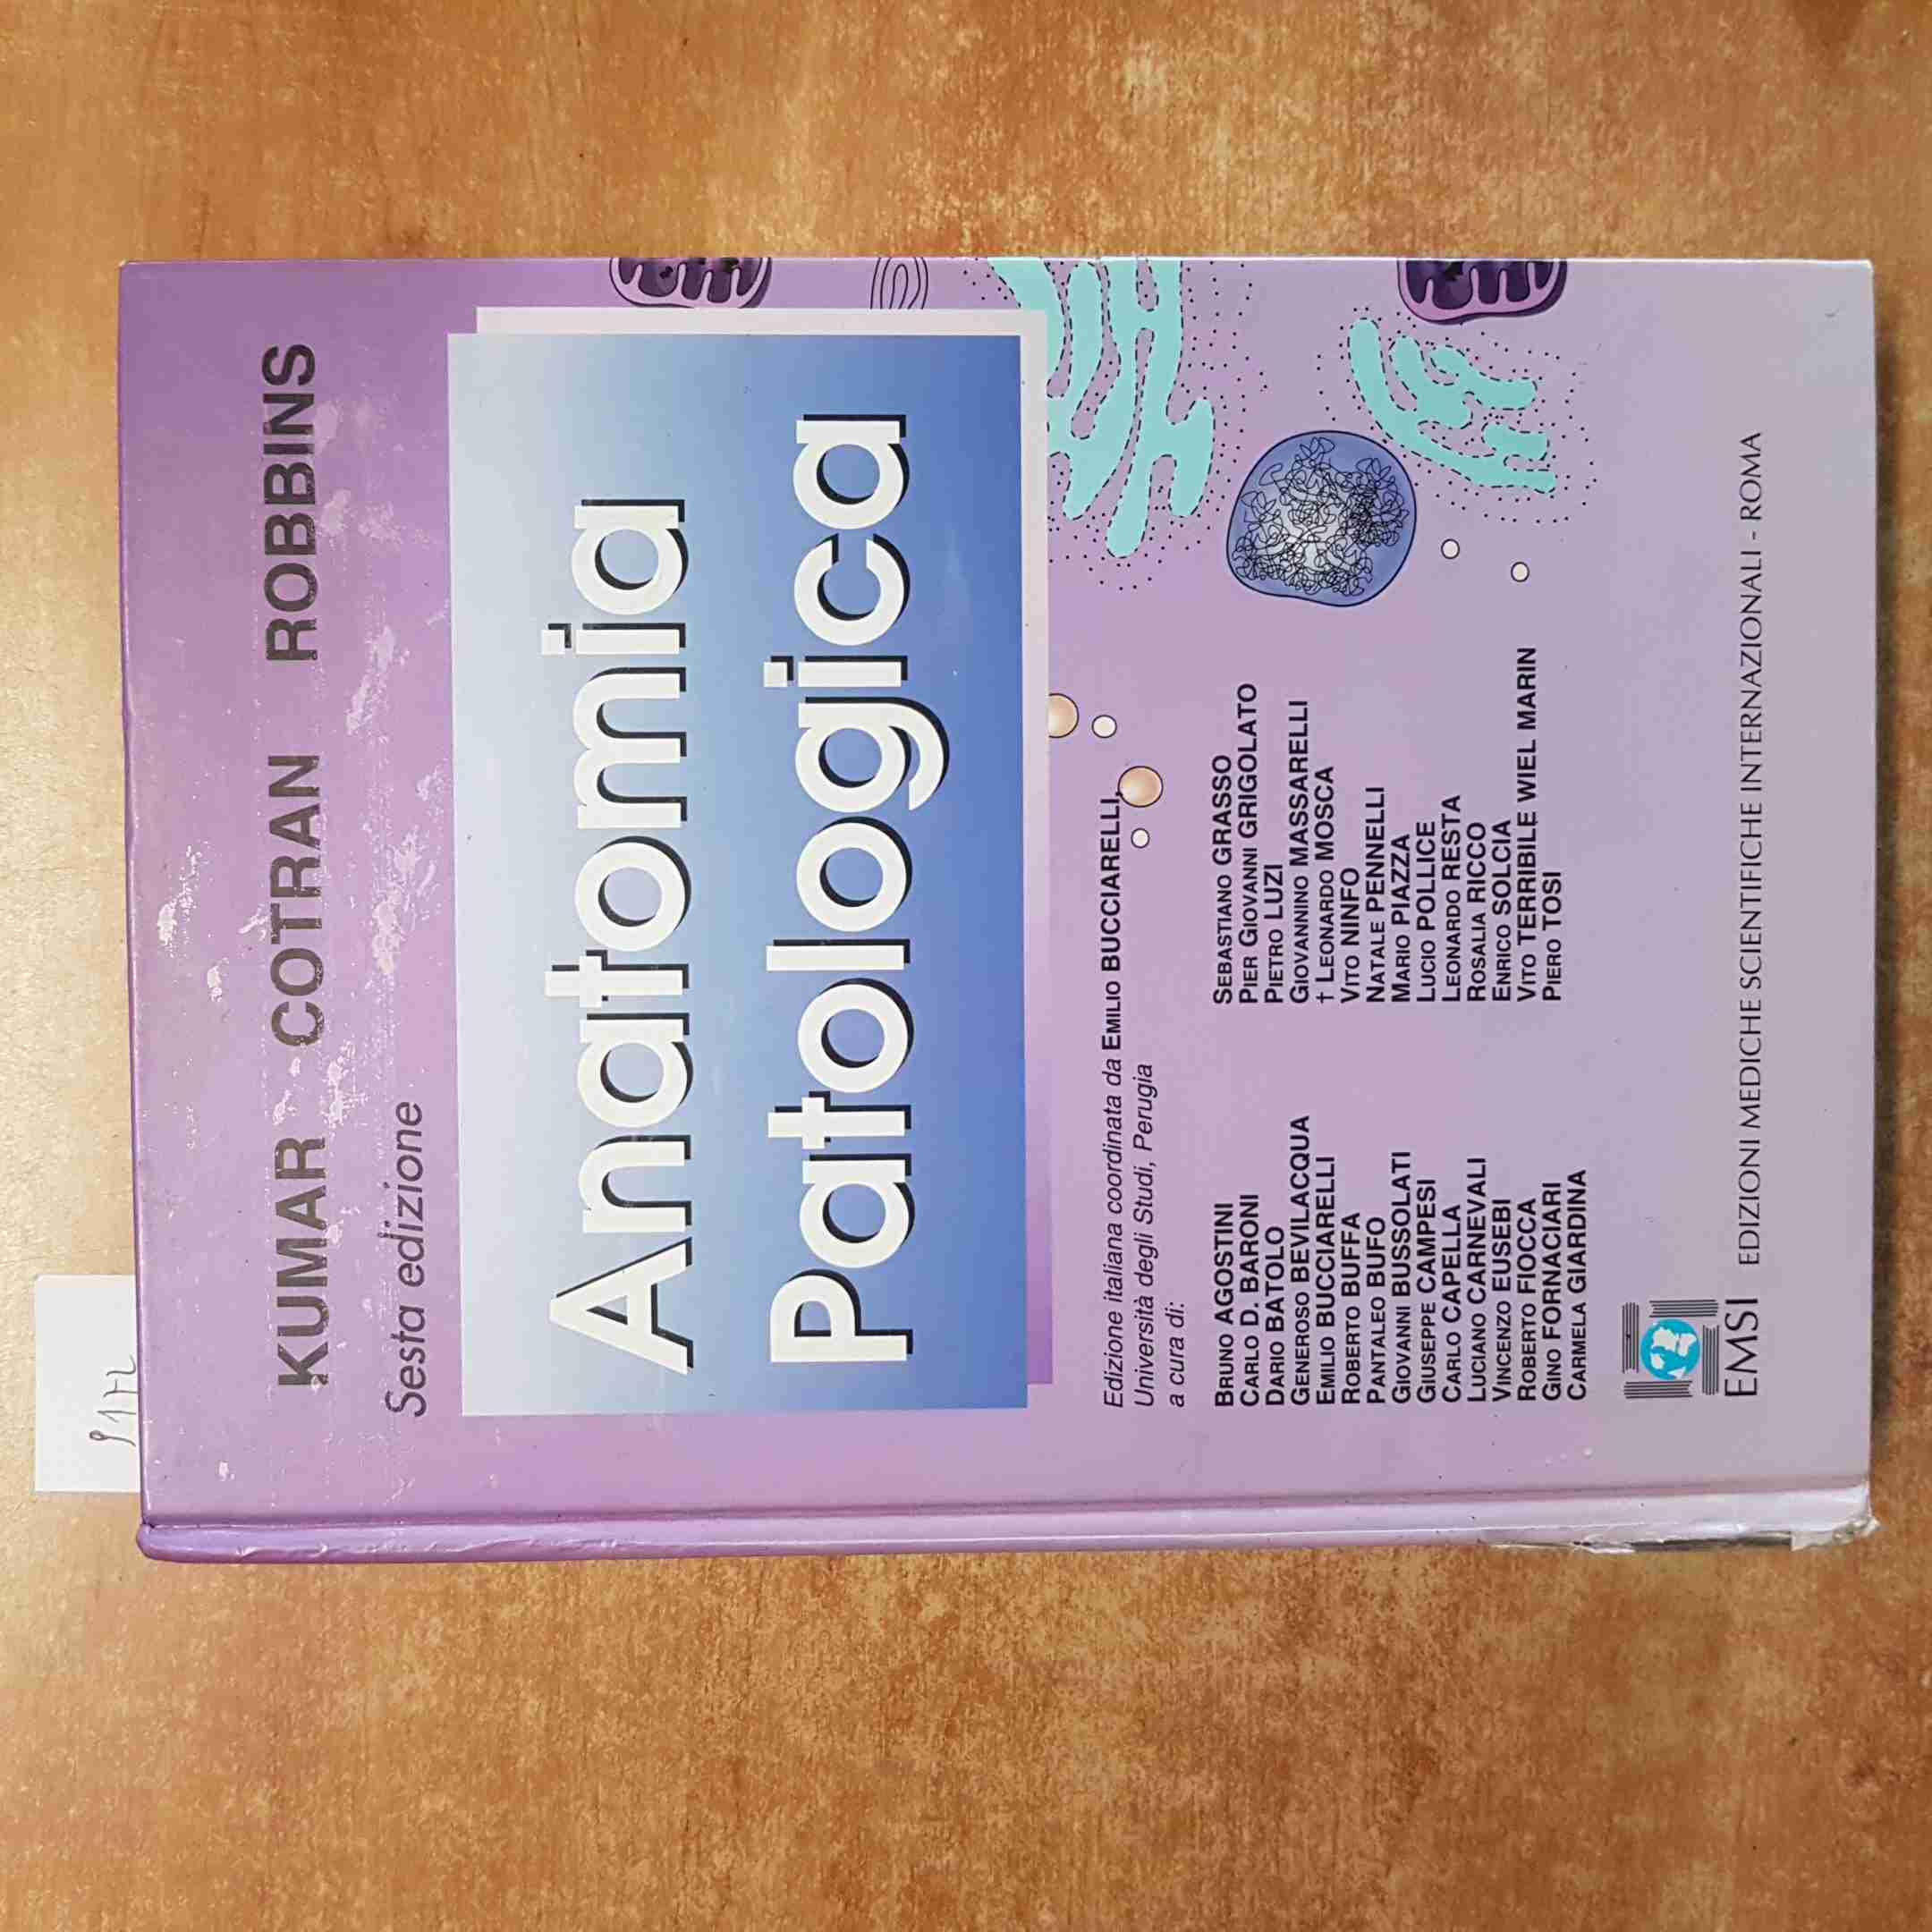 KUMAR COTRAN ROBBINS
Sesta edizione
Anatomia
Patologica
Edizione italiana coordinata da EMILIO BUCCIARELLI,
Università degli Studi, Perugia
a cura di:
BRUNO AGOSTINI
CARLO D. BARONI
DARIO BATOLO
GENEROSO BEVILACQUA
EMILIO BUCCIARELLI
ROBERTO BUFFA
PANTALEO BUFO
GIOVANNI BUSSOLATI
GIUSEPPE CAMPESI
CARLO CAPELLA
LUCIANO CARNEVALI
VINCENZO EUSEBI
ROBERTO FIOCCA
GINO FORNACIARI
CARMELA GIARDINA
SEBASTIANO GRASSO
PIER GIOVANNI GRIGOLATO
PIETRO LUZI
GIOVANNINO MASSARELLI
† LEONARDO MOSCA
VITO NINFO
NATALE PENNELLI
MARIO PIAZZA
LUCIO POLLICE
LEONARDO RESTA
ROSALIA RICCO
ENRICO SOLCIA
VITO TERRIBILE WIEL MARIN
PIERO TOSI
EMSI EDIZIONI MEDICHE SCIENTIFICHE INTERNAZIONALI - ROMA